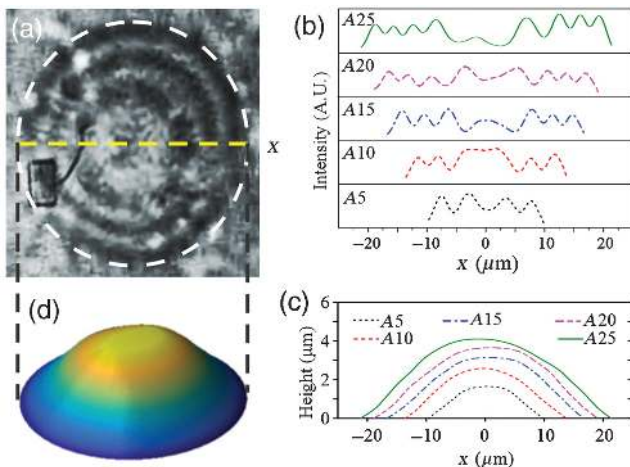 (a)
x
(d)
(b)
Intensity (A.U.)
A25
A20
A15
A10
A5
−20 −10 0 10 20
x (μm)
(c)
Height (μm)
6
4
2
0
A5 A15 A20
A10 A25
−20 −10 0 10 20
x (μm)